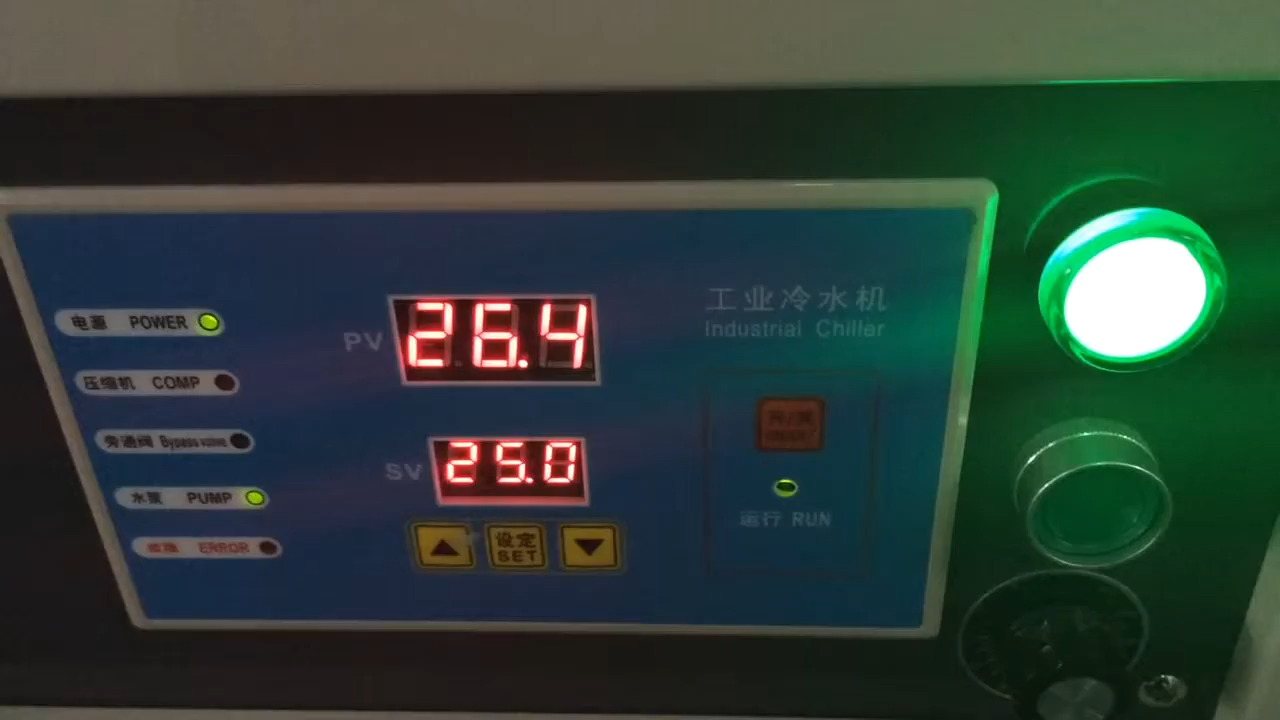 电源 POWER
压缩机 COMP
旁通阀 Bypass valve
水泵 PUMP
故障 ERROR
PV 26.4
SV 25.0
设定
SET
工业冷水机
Industrial Chiller
运行 RUN